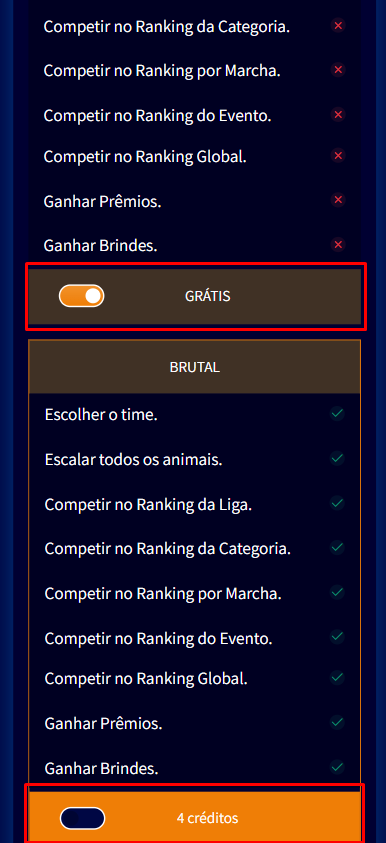 Competir no Ranking da Categoria.
Competir no Ranking por Marcha.
Competir no Ranking do Evento.
Competir no Ranking Global.
Ganhar Prêmios.
Ganhar Brindes.
GRÁTIS
BRUTAL
Escolher o time.
Escalar todos os animais.
Competir no Ranking da Liga.
Competir no Ranking da Categoria.
Competir no Ranking por Marcha.
Competir no Ranking do Evento.
Competir no Ranking Global.
Ganhar Prêmios.
Ganhar Brindes.
4 créditos